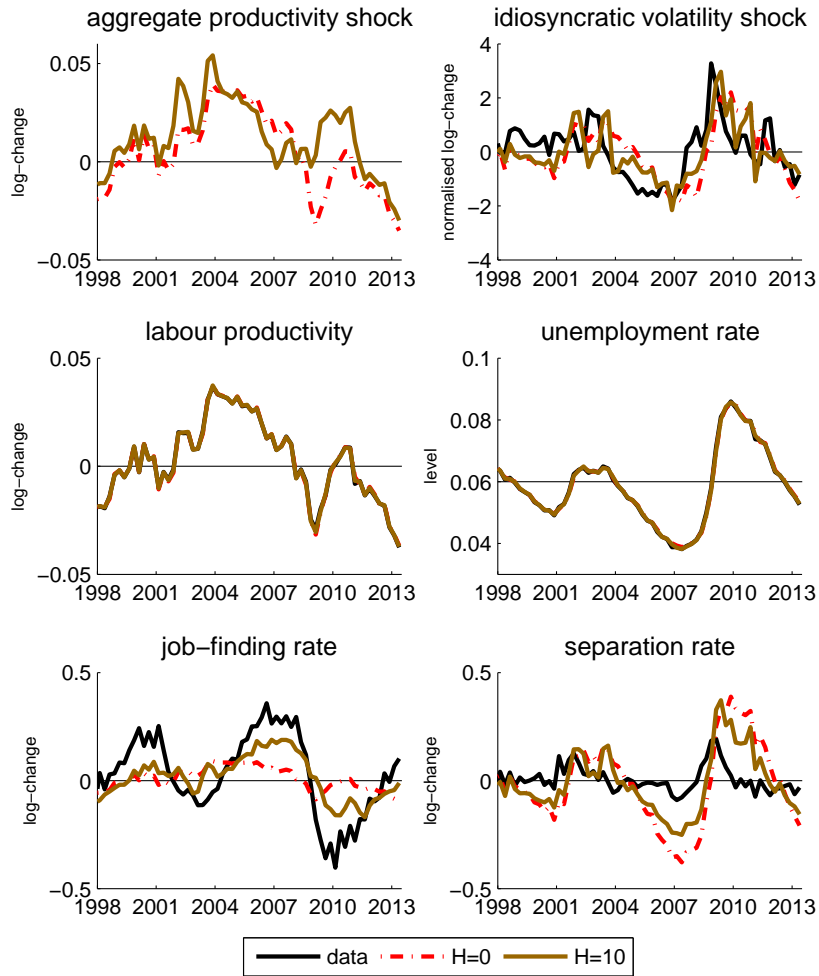 aggregate productivity shock
idiosyncratic volatility shock
log−change
0.05
0
−0.05
1998 2001 2004 2007 2010 2013
normalised log−change
4
2
0
−2
−4
1998 2001 2004 2007 2010 2013
labour productivity
unemployment rate
log−change
0.05
0
−0.05
1998 2001 2004 2007 2010 2013
level
0.1
0.08
0.06
0.04
1998 2001 2004 2007 2010 2013
job−finding rate
separation rate
log−change
0.5
0
−0.5
1998 2001 2004 2007 2010 2013
log−change
0.5
0
−0.5
1998 2001 2004 2007 2010 2013
data H=0 H=10